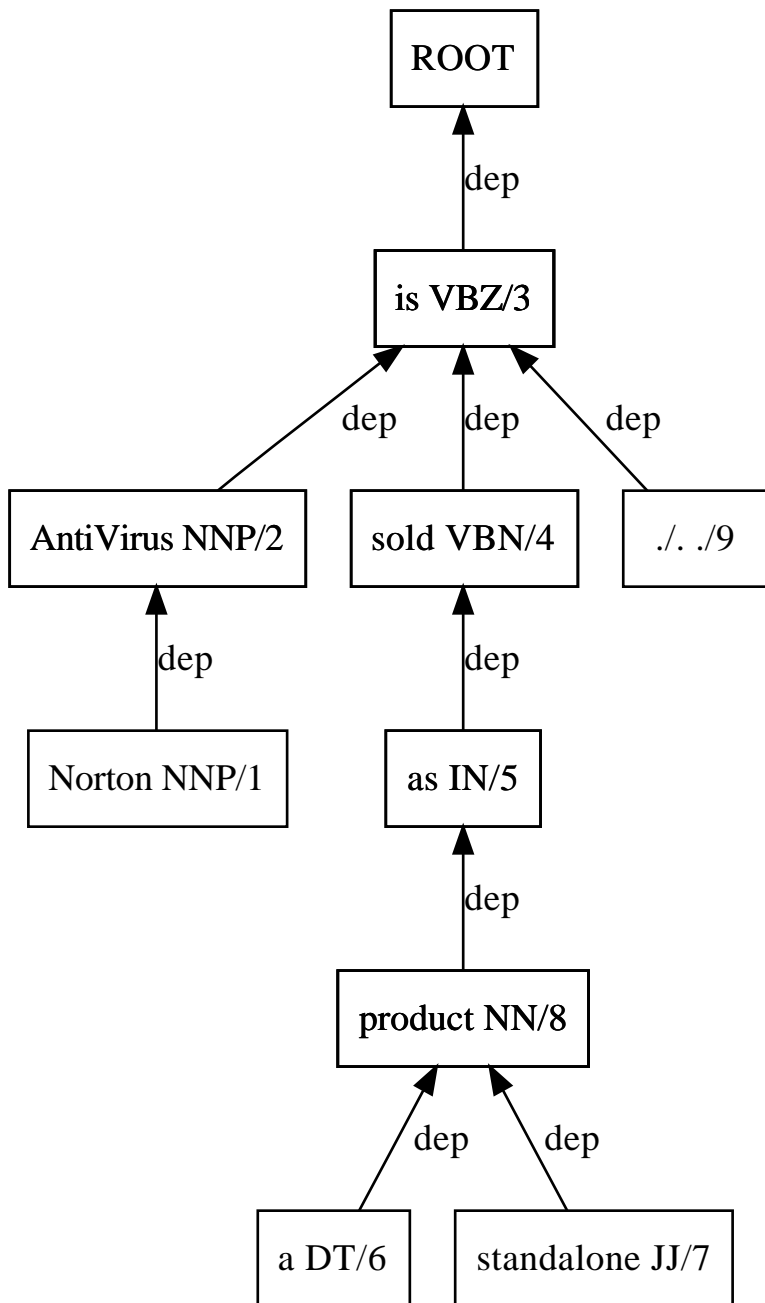 ROOT
dep
is VBZ/3
dep dep dep
AntiVirus NNP/2 sold VBN/4 ./. ./9
dep dep
Norton NNP/1 as IN/5
dep
product NN/8
dep dep
a DT/6 standalone JJ/7